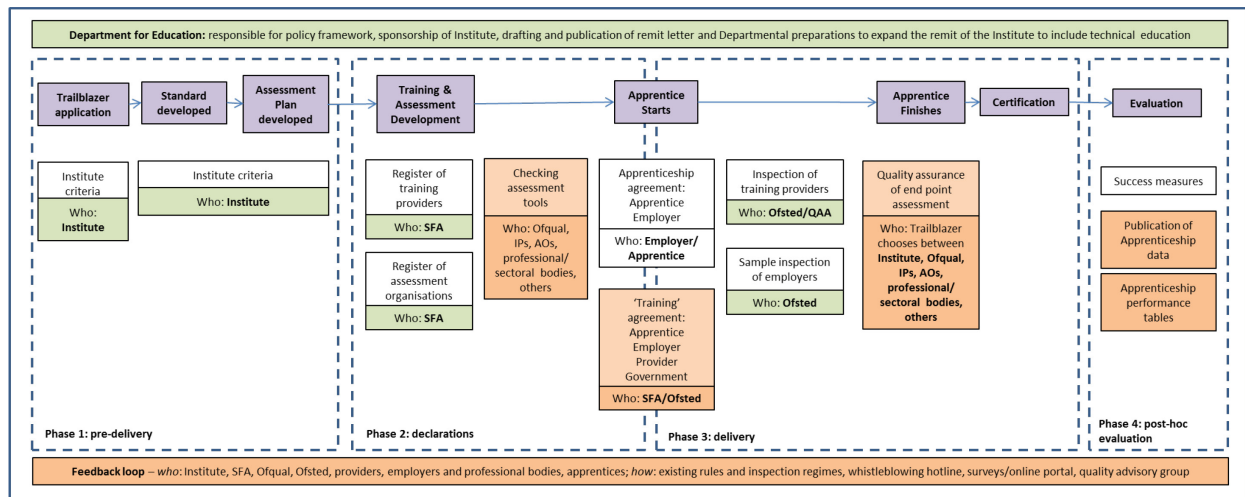 Department for Education: responsible for policy framework, sponsorship of Institute, drafting and publication of remit letter and Departmental preparations to expand the remit of the Institute to include technical education
Trailblazer
application
Standard
developed
Assessment
Plan
developed
Training &
Assessment
Development
Apprentice
Starts
Apprentice
Finishes
Certification
Evaluation
Institute
criteria
Who:
Institute
Institute criteria
Who: Institute
Register of
training
providers
Who: SFA
Register of
assessment
organisations
Who: SFA
Checking
assessment
tools
Who: Ofqual,
IPs, AOs,
professional/
sectoral bodies,
others
Apprenticeship
agreement:
Apprentice
Employer
Who: Employer/
Apprentice
'Training'
agreement:
Apprentice
Employer
Provider
Government
Who: SFA/Ofsted
Inspection of
training providers
Who: Ofsted/QAA
Sample inspection
of employers
Who: Ofsted
Quality assurance
of end point
assessment
Who: Trailblazer
chooses between
Institute, Ofqual,
IPs, AOs,
professional/
sectoral bodies,
others
Success measures
Publication of
Apprenticeship
data
Apprenticeship
performance
tables
Phase 1: pre-delivery
Phase 2: declarations
Phase 3: delivery
Phase 4: post-hoc
evaluation
Feedback loop – who: Institute, SFA, Ofqual, Ofsted, providers, employers and professional bodies, apprentices; how: existing rules and inspection regimes, whistleblowing hotline, surveys/online portal, quality advisory group